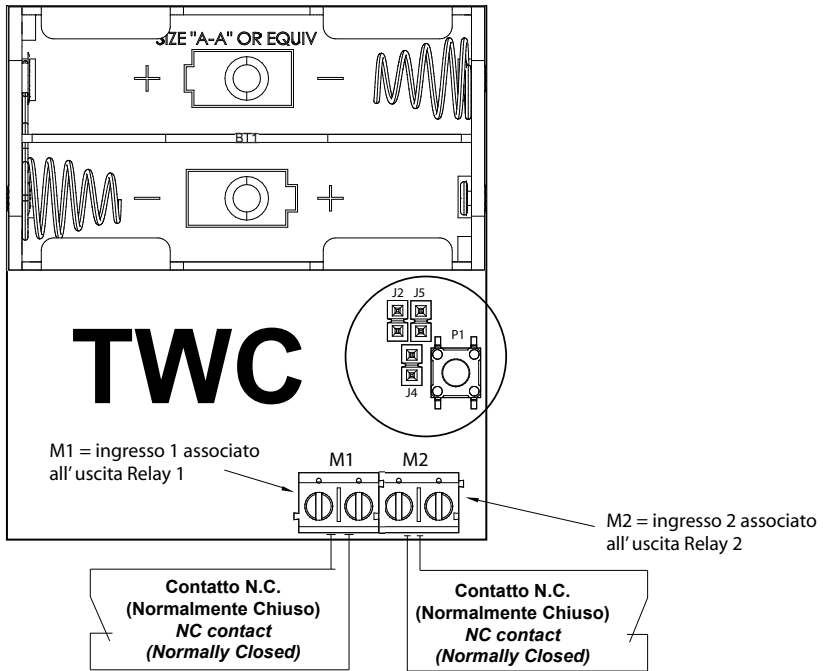 SIZE "A-A" OR EQUIV
+ −
BT1
− +
J2 J5
P1
J4
TWC
M1 = ingresso 1 associato
all' uscita Relay 1
M1 M2
M2 = ingresso 2 associato
all' uscita Relay 2
Contatto N.C.
(Normalmente Chiuso)
NC contact
(Normally Closed)
Contatto N.C.
(Normalmente Chiuso)
NC contact
(Normally Closed)